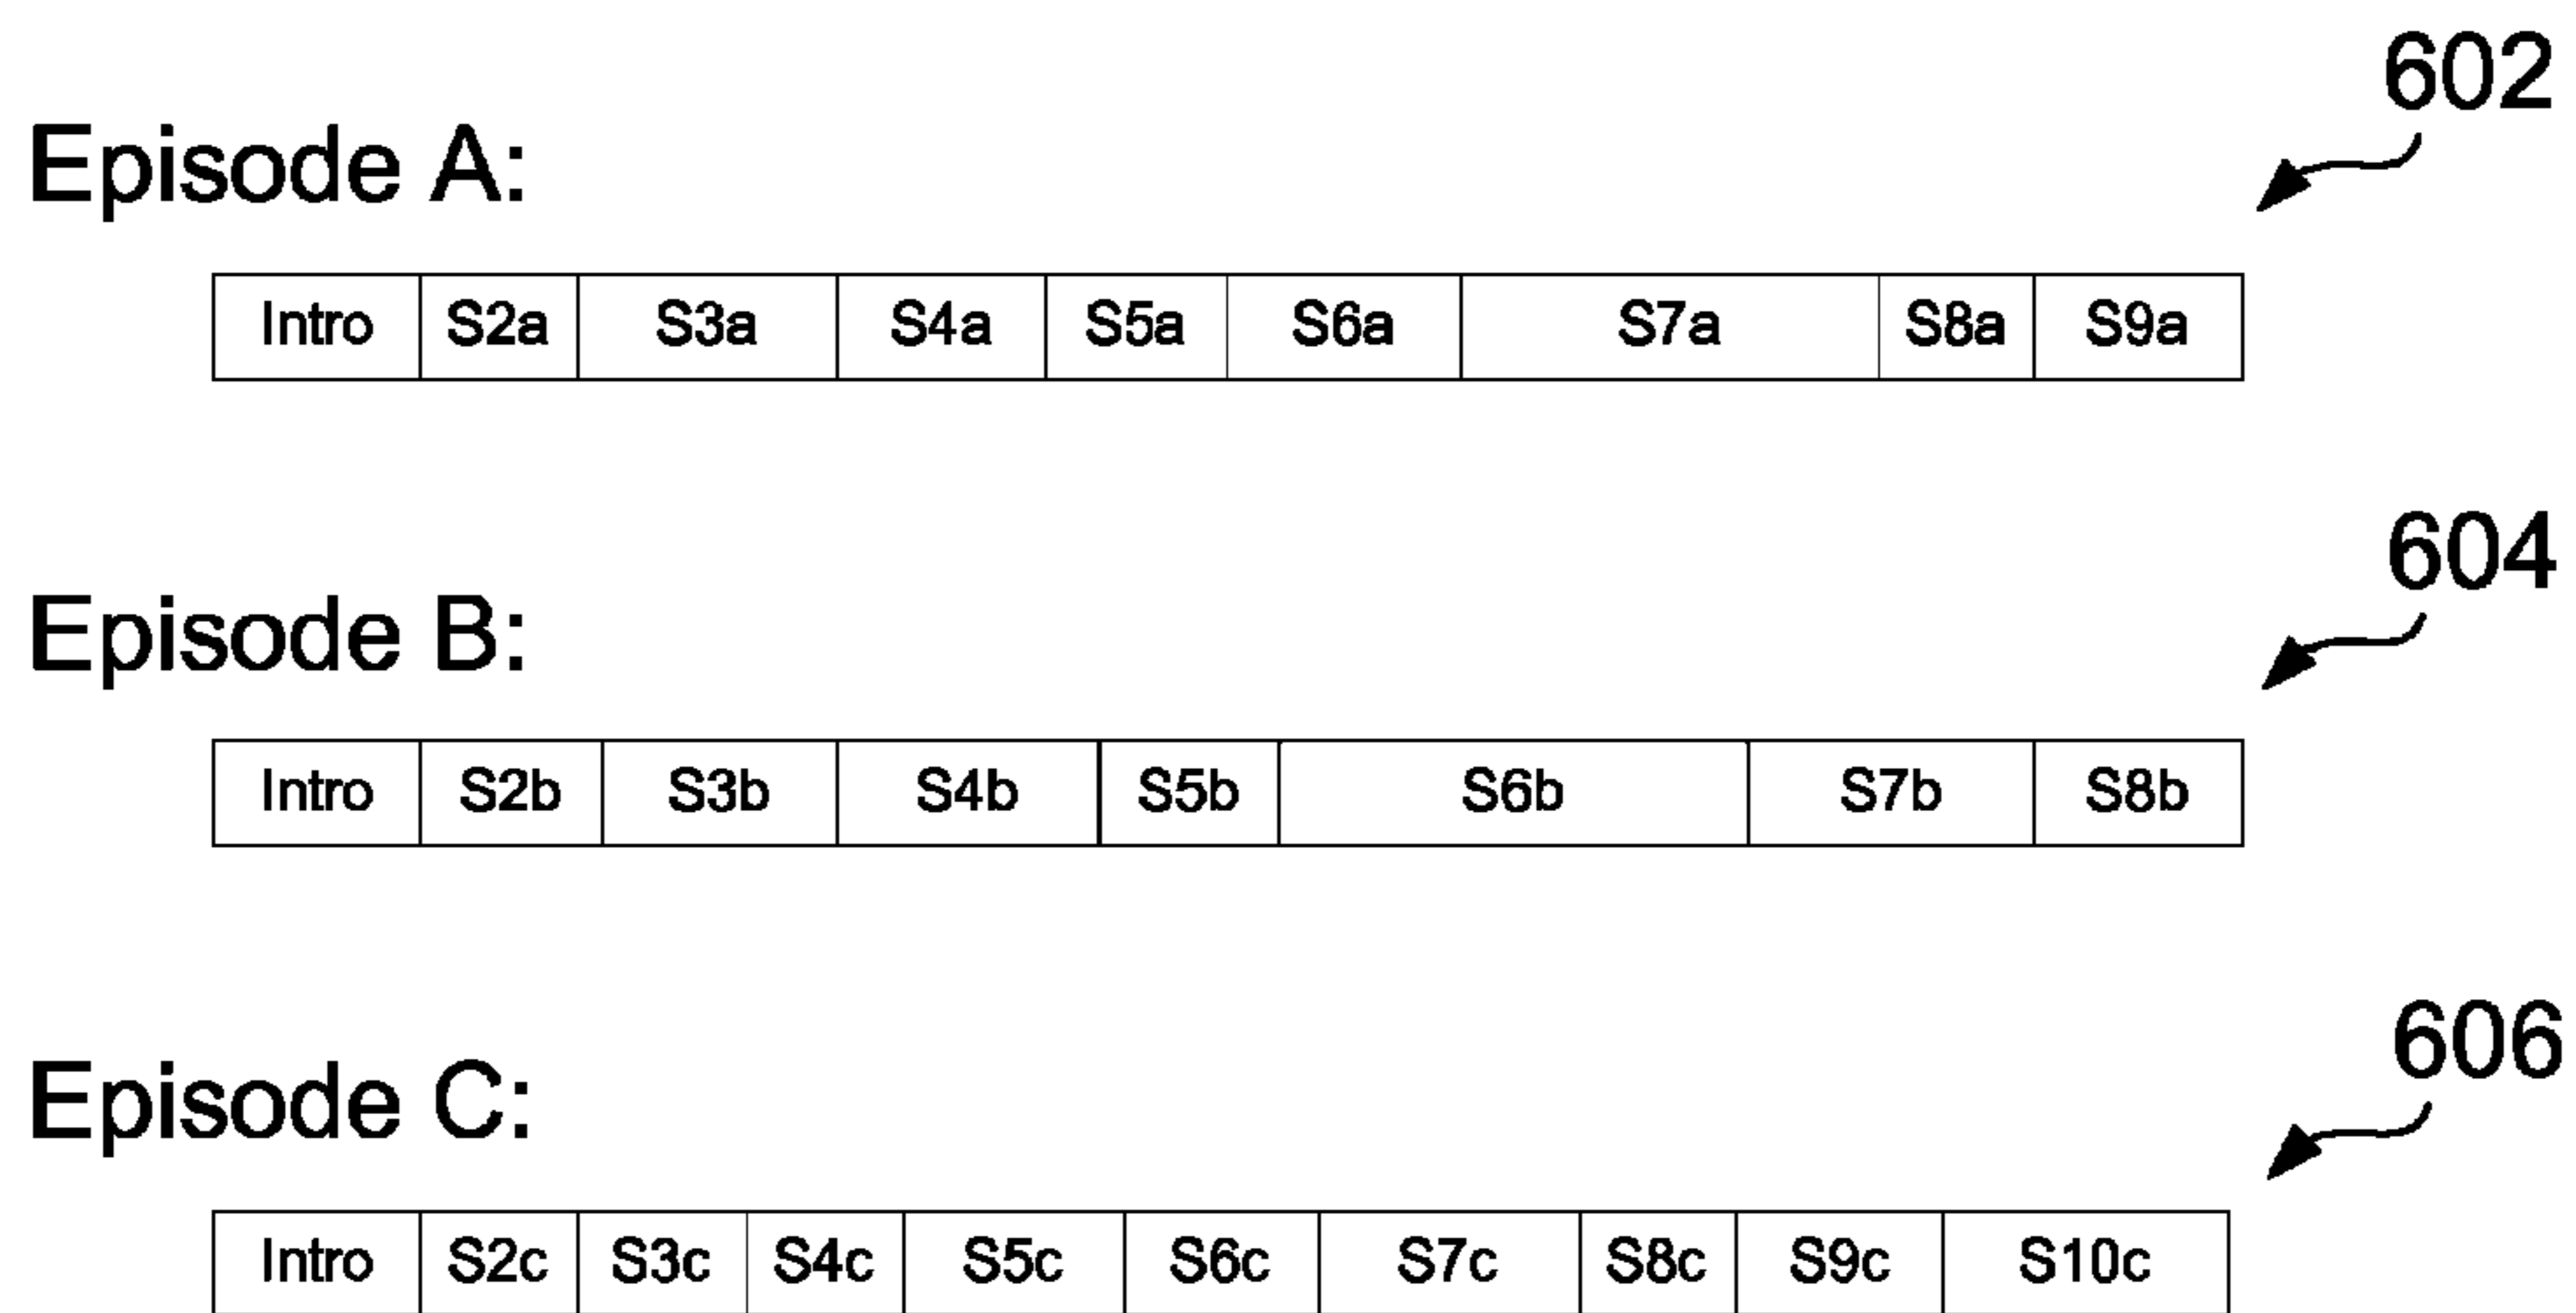 602
Episode A:
Intro S2a S3a S4a S5a S6a S7a S8a S9a
604
Episode B:
Intro S2b S3b S4b S5b S6b S7b S8b
606
Episode C:
Intro S2c S3c S4c S5c S6c S7c S8c S9c S10c